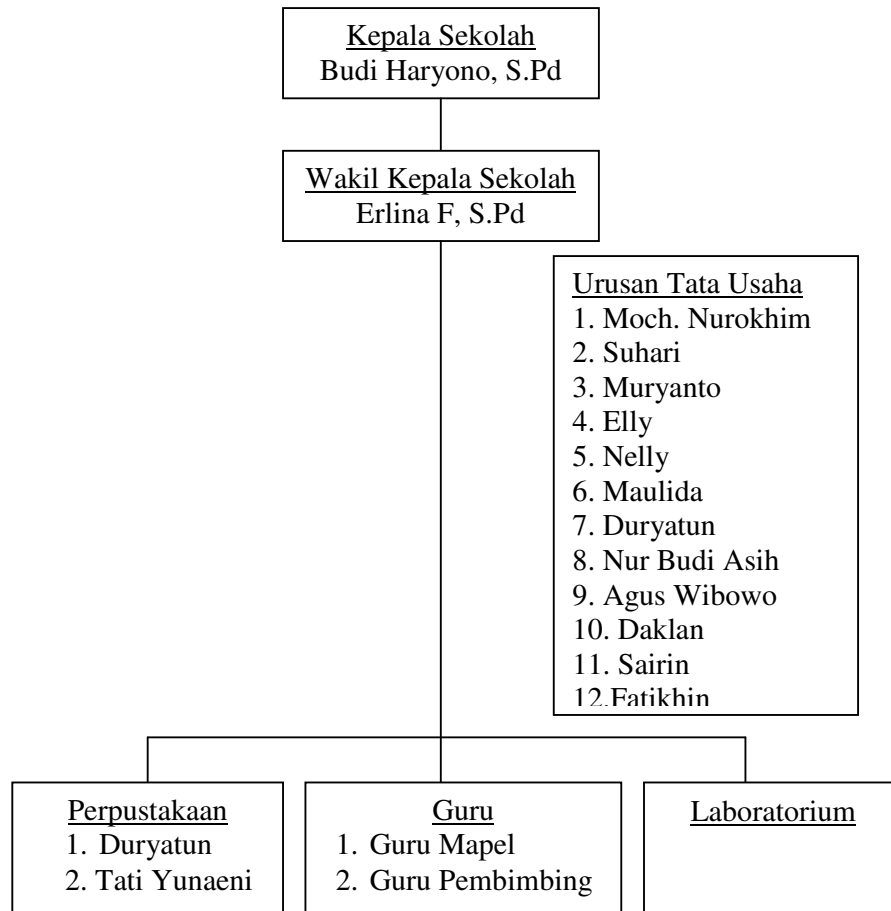 Kepala Sekolah
Budi Haryono, S.Pd
Wakil Kepala Sekolah
Erlina F, S.Pd
Urusan Tata Usaha
1. Moch. Nurokhim
2. Suhari
3. Muryanto
4. Elly
5. Nelly
6. Maulida
7. Duryatun
8. Nur Budi Asih
9. Agus Wibowo
10. Daklan
11. Sairin
12.Fatikhin
Perpustakaan
1. Duryatun
2. Tati Yunaeni
Guru
1. Guru Mapel
2. Guru Pembimbing
Laboratorium